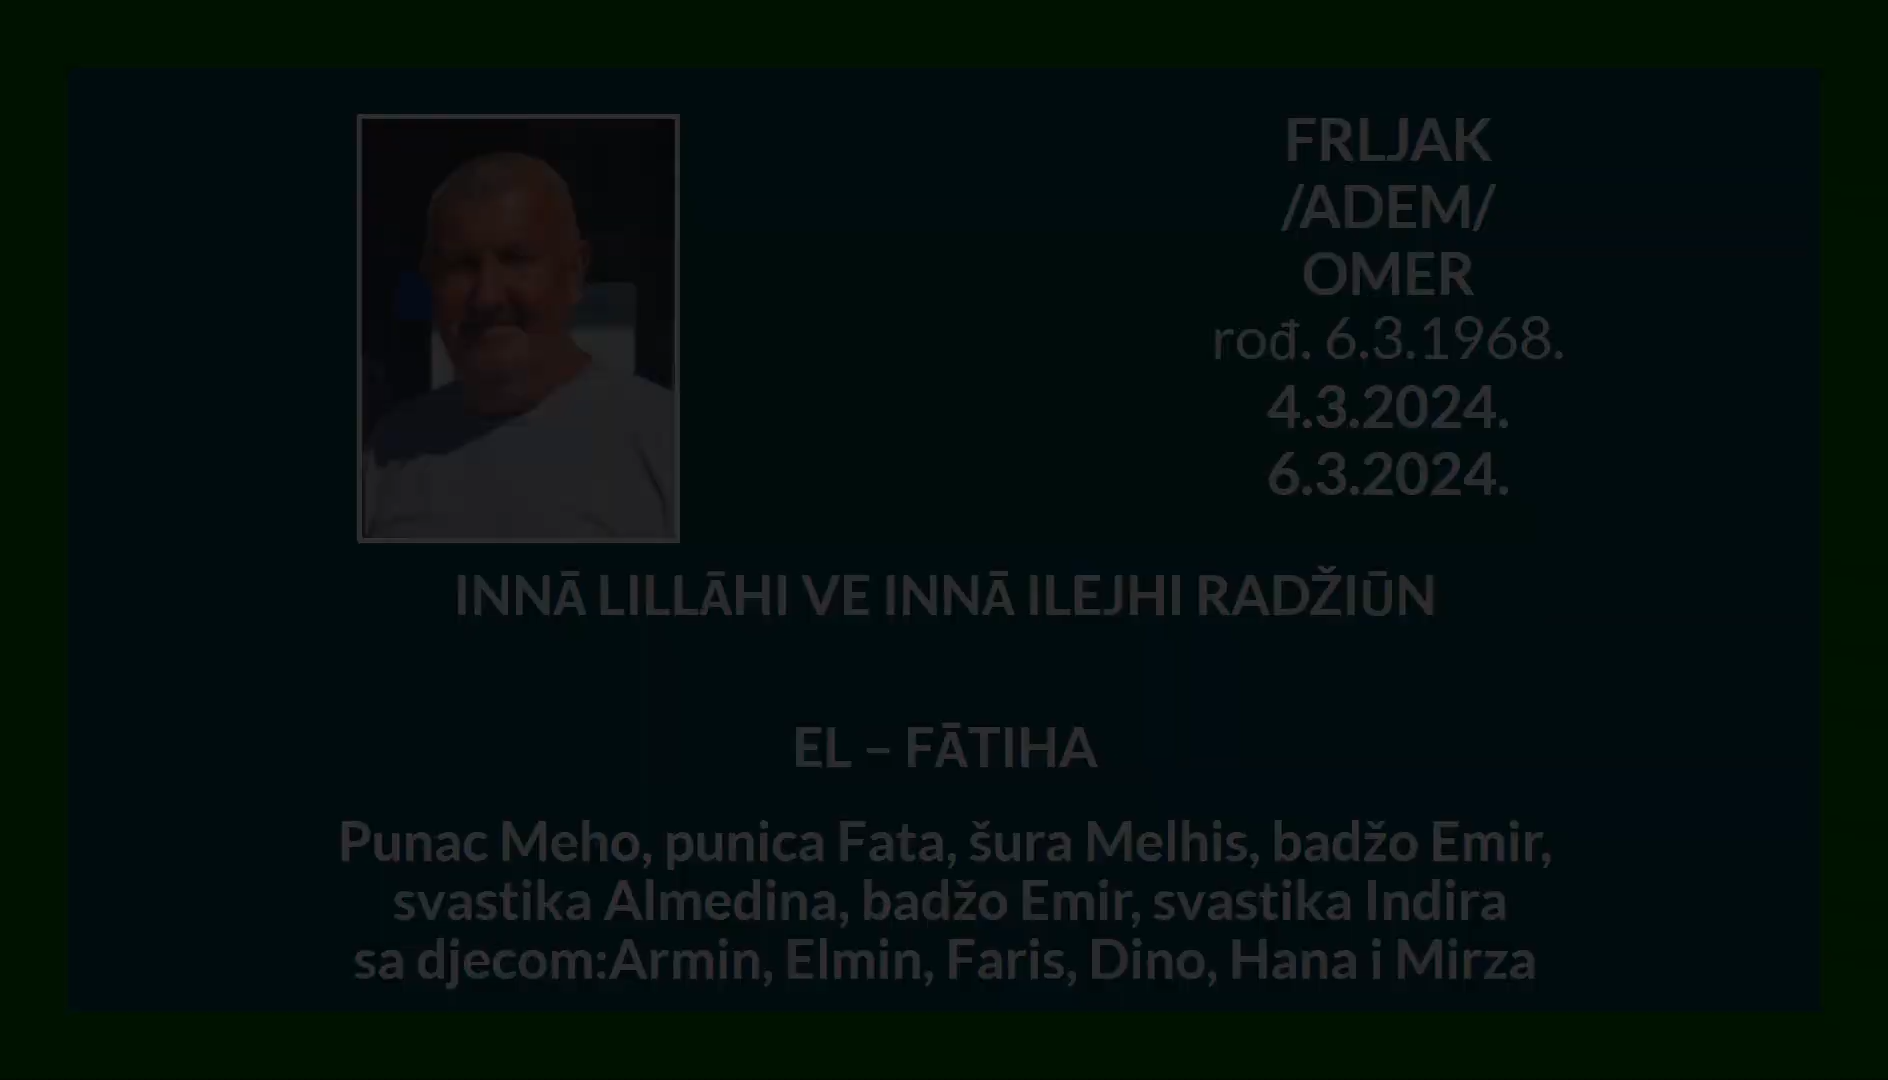 FRLJAK
/ADEM/
OMER
rođ. 6.3.1968.
4.3.2024.
6.3.2024.
INNĀ LILLĀHI VE INNĀ ILEJHI RADŽIŪN
EL – FĀTIHA
Punac Meho, punica Fata, šura Melhis, badžo Emir,
svastika Almedina, badžo Emir, svastika Indira
sa djecom:Armin, Elmin, Faris, Dino, Hana i Mirza